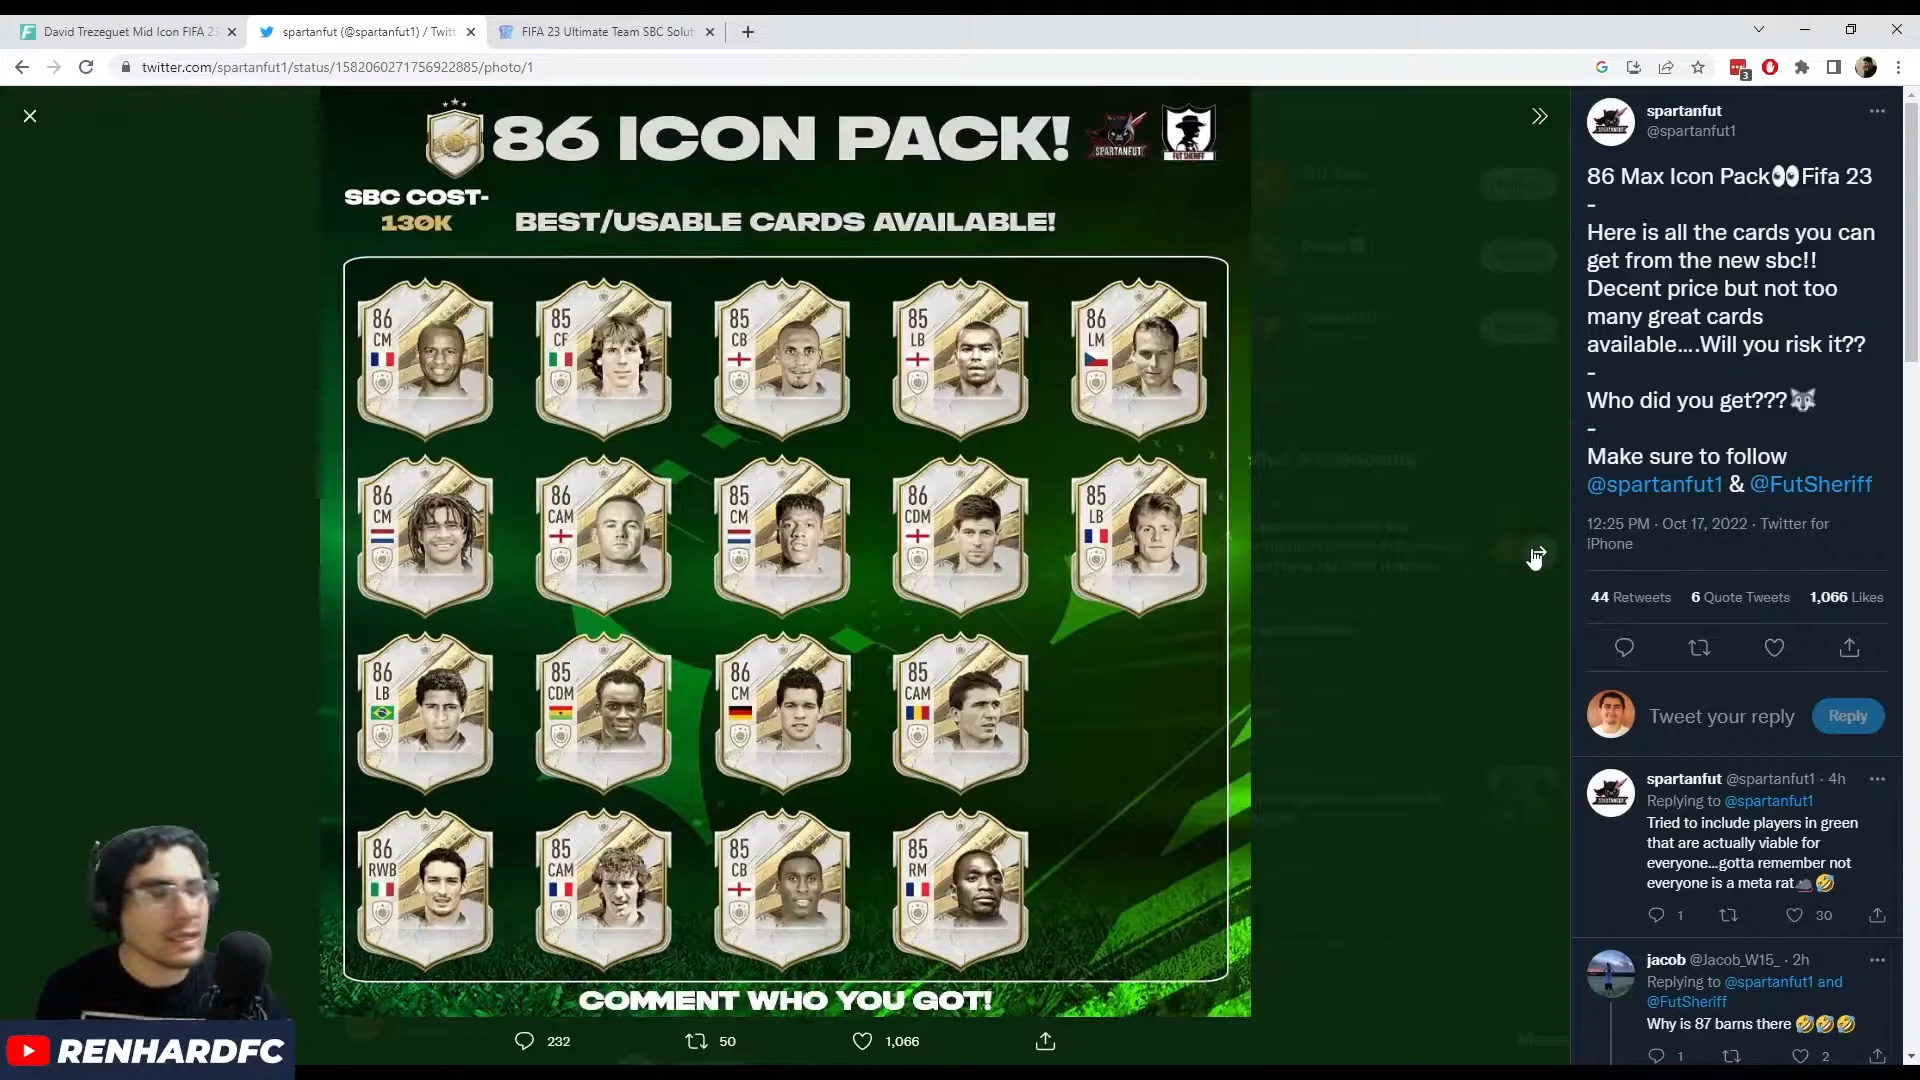 David Trezeguet Mid Icon FIFA 23
spartanfut (@spartanfut1) / Twitt
FIFA 23 Ultimate Team SBC Solut
twitter.com/spartanfut1/status/1582060271756922885/photo/1
3
86 ICON PACK!
SPARTANFUT
FUT SHERIFF
SBC COST-
130K
BEST/USABLE CARDS AVAILABLE!
86 CM
85 CF
85 CB
85 LB
86 LM
86 CM
86 CAM
85 CM
86 CDM
85 LB
86 LB
85 CDM
86 CM
85 CAM
86 RWB
85 CAM
85 CB
85 RM
COMMENT WHO YOU GOT!
232
50
1,066
RENHARDFC
spartanfut
@spartanfut1
86 Max Icon Pack👀Fifa 23
-
Here is all the cards you can
get from the new sbc!!
Decent price but not too
many great cards
available....Will you risk it??
-
Who did you get???🐺
-
Make sure to follow
@spartanfut1 & @FutSheriff
12:25 PM · Oct 17, 2022 · Twitter for
iPhone
44 Retweets 6 Quote Tweets 1,066 Likes
Tweet your reply
Reply
spartanfut @spartanfut1 · 4h
Replying to @spartanfut1
Tried to include players in green
that are actually viable for
everyone...gotta remember not
everyone is a meta rat🐀🤣
1
30
jacob @Jacob_W15_ · 2h
Replying to @spartanfut1 and
@FutSheriff
Why is 87 barns there 🤣🤣🤣
1
2